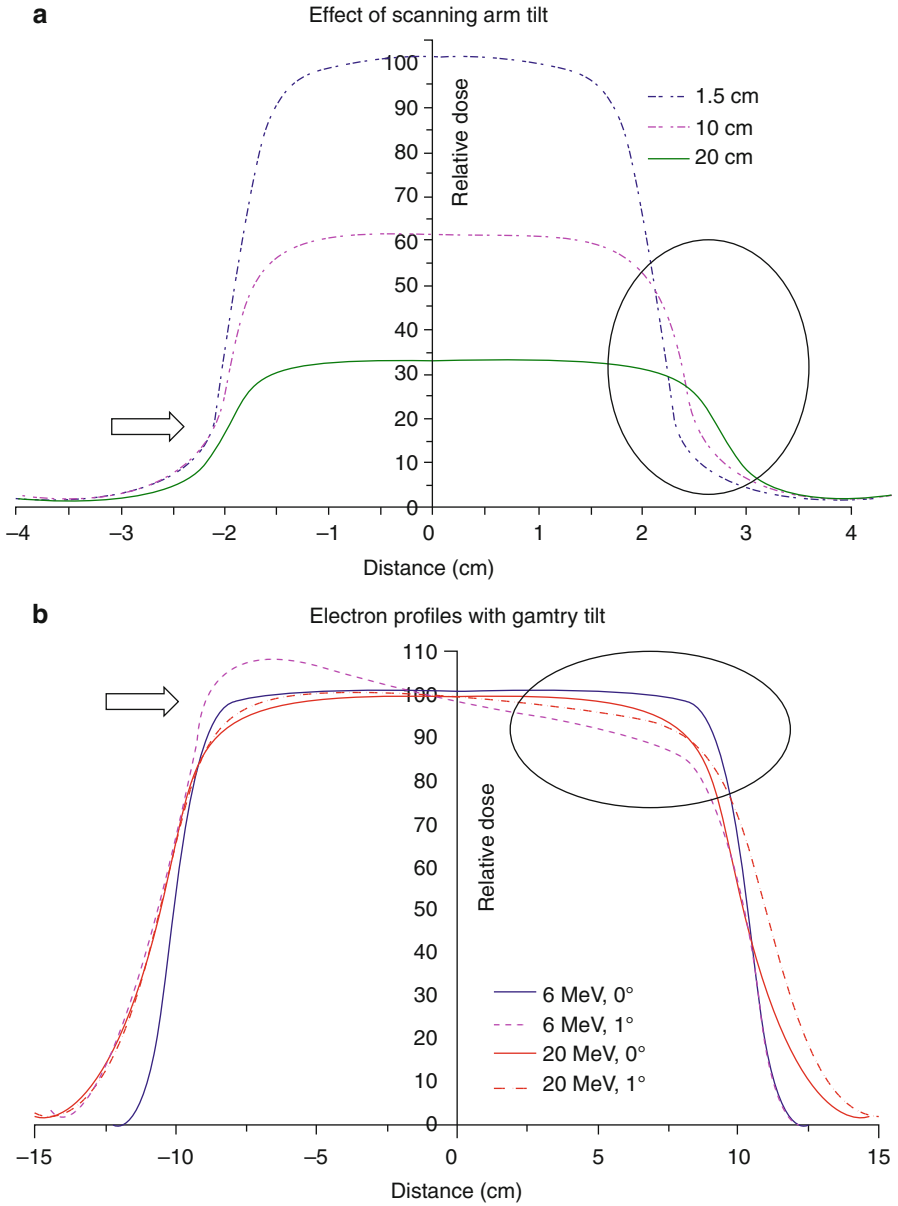 a
Effect of scanning arm tilt
100
90
80
70
60
50
40
30
20
10
0
Relative dose
1.5 cm
10 cm
20 cm
–4 –3 –2 –1 0 1 2 3 4
Distance (cm)
b
Electron profiles with gamtry tilt
110
100
90
80
70
60
50
40
30
20
10
0
Relative dose
6 MeV, 0°
6 MeV, 1°
20 MeV, 0°
20 MeV, 1°
–15 –10 –5 0 5 10 15
Distance (cm)